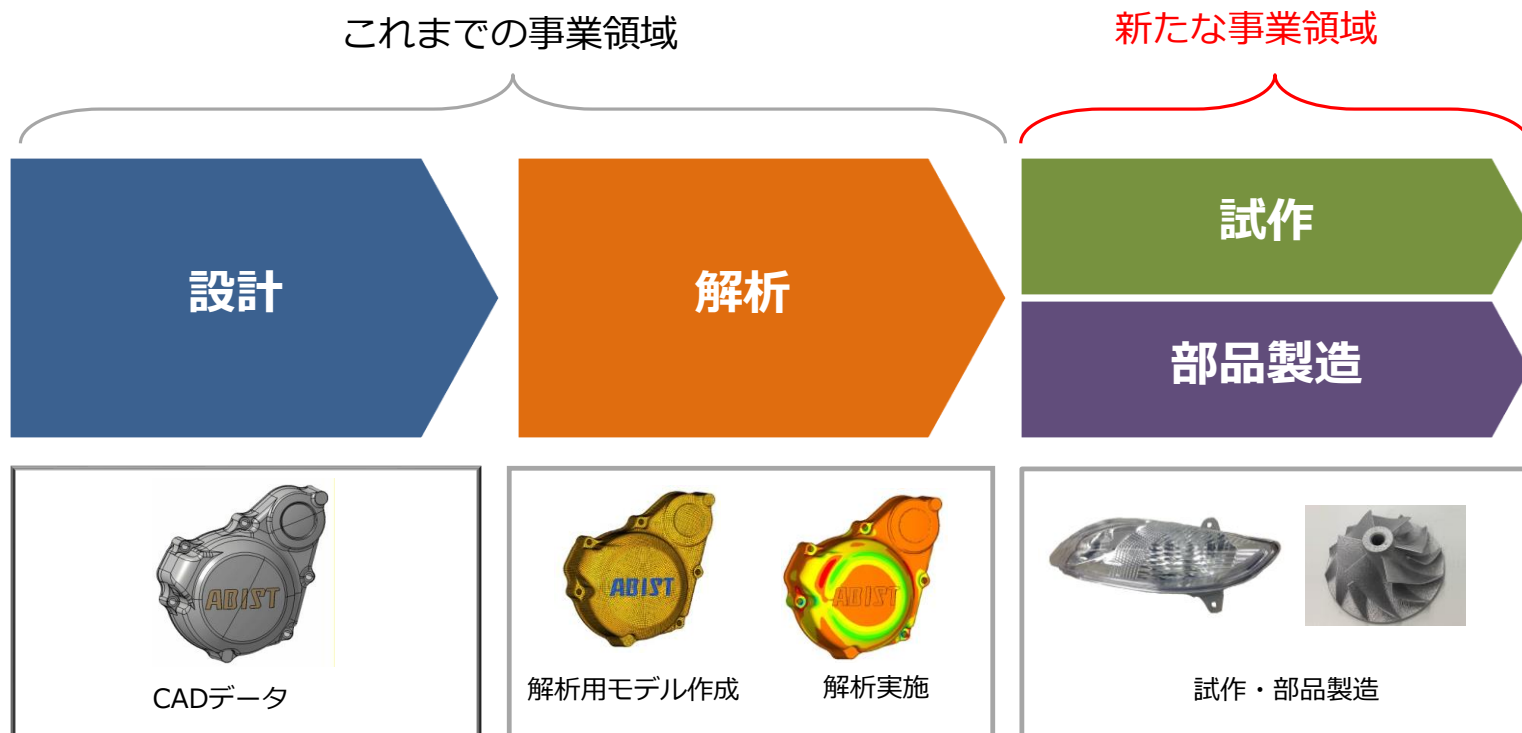 これまでの事業領域
新たな事業領域
設計
解析
試作
部品製造
ABIST
ABIST
ABIST
CADデータ
解析用モデル作成
解析実施
試作・部品製造